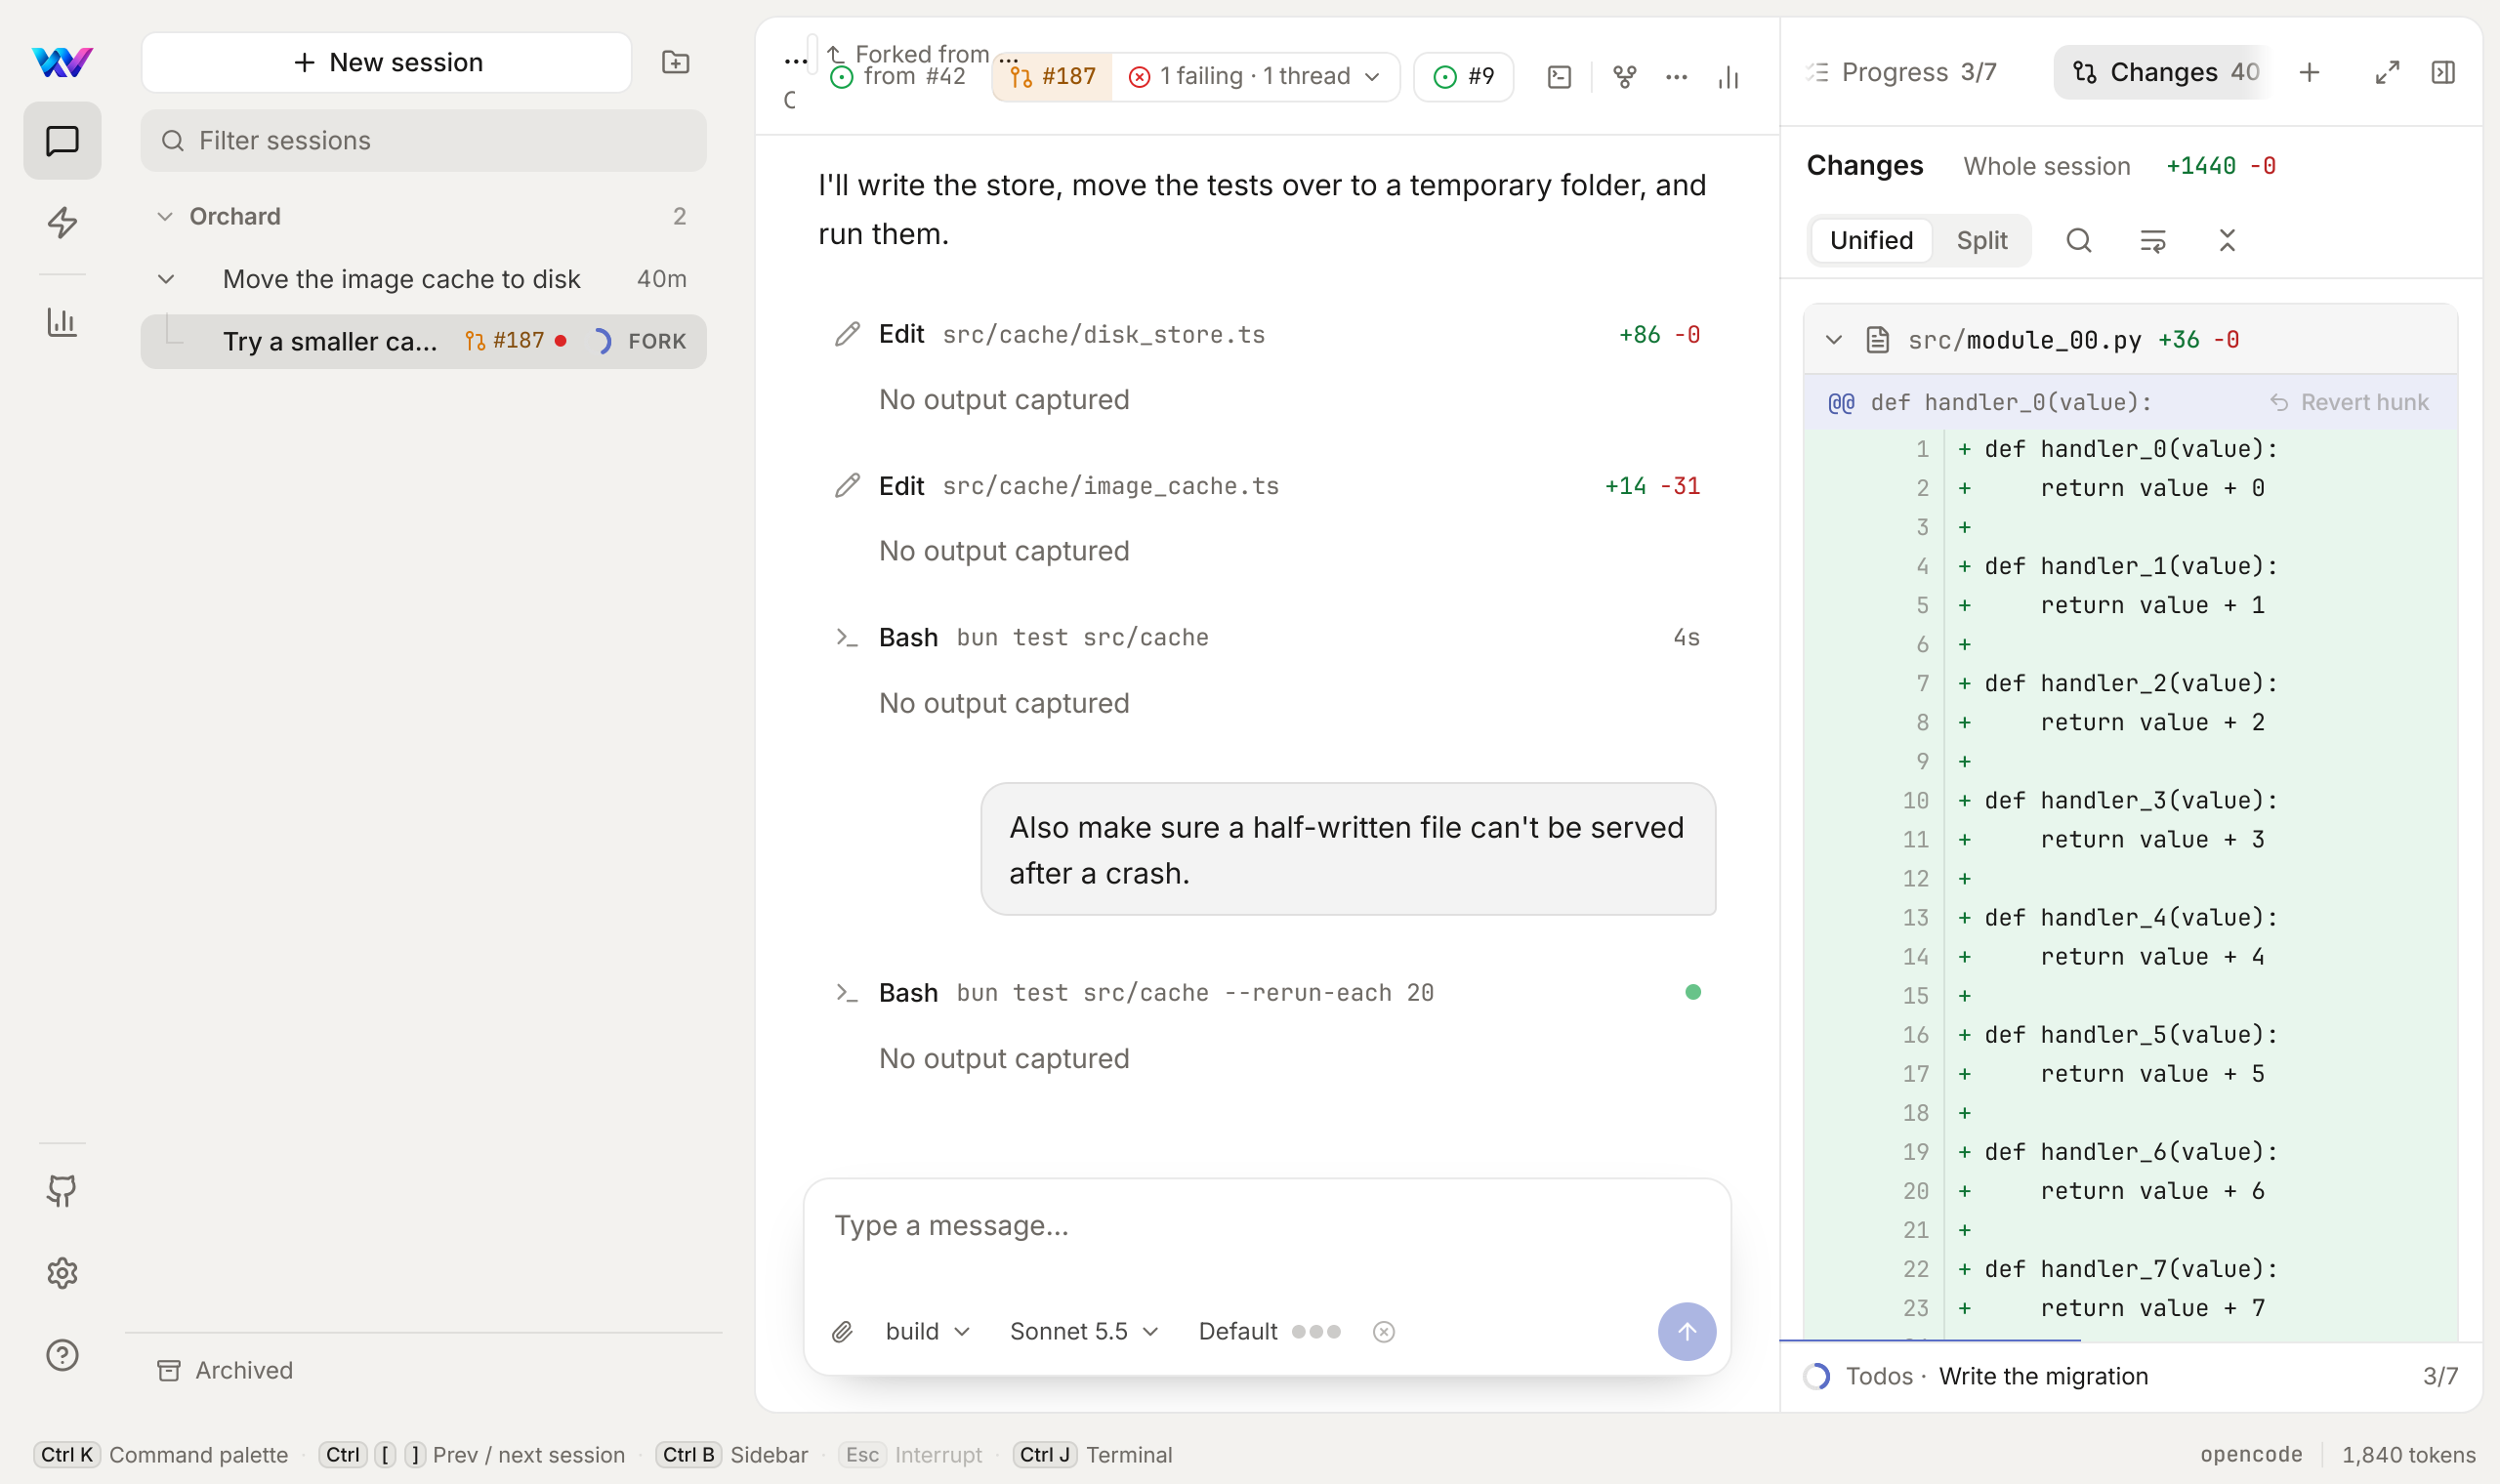 New session
Filter sessions
Orchard 2
Move the image cache to disk 40m
Try a smaller ca... #187 FORK
Archived
... Forked from ...
from #42 #187 1 failing · 1 thread #9
I'll write the store, move the tests over to a temporary folder, and
run them.
Edit src/cache/disk_store.ts +86 -0
No output captured
Edit src/cache/image_cache.ts +14 -31
No output captured
Bash bun test src/cache 4s
No output captured
Also make sure a half-written file can't be served
after a crash.
Bash bun test src/cache --rerun-each 20
No output captured
Type a message...
build Sonnet 5.5 Default
Progress 3/7 Changes 40
Changes Whole session +1440 -0
Unified Split
src/module_00.py +36 -0
@@ def handler_0(value): Revert hunk
1 + def handler_0(value):
2 + return value + 0
3 +
4 + def handler_1(value):
5 + return value + 1
6 +
7 + def handler_2(value):
8 + return value + 2
9 +
10 + def handler_3(value):
11 + return value + 3
12 +
13 + def handler_4(value):
14 + return value + 4
15 +
16 + def handler_5(value):
17 + return value + 5
18 +
19 + def handler_6(value):
20 + return value + 6
21 +
22 + def handler_7(value):
23 + return value + 7
Todos · Write the migration 3/7
Ctrl K Command palette · Ctrl [ ] Prev / next session · Ctrl B Sidebar · Esc Interrupt · Ctrl J Terminal
opencode 1,840 tokens